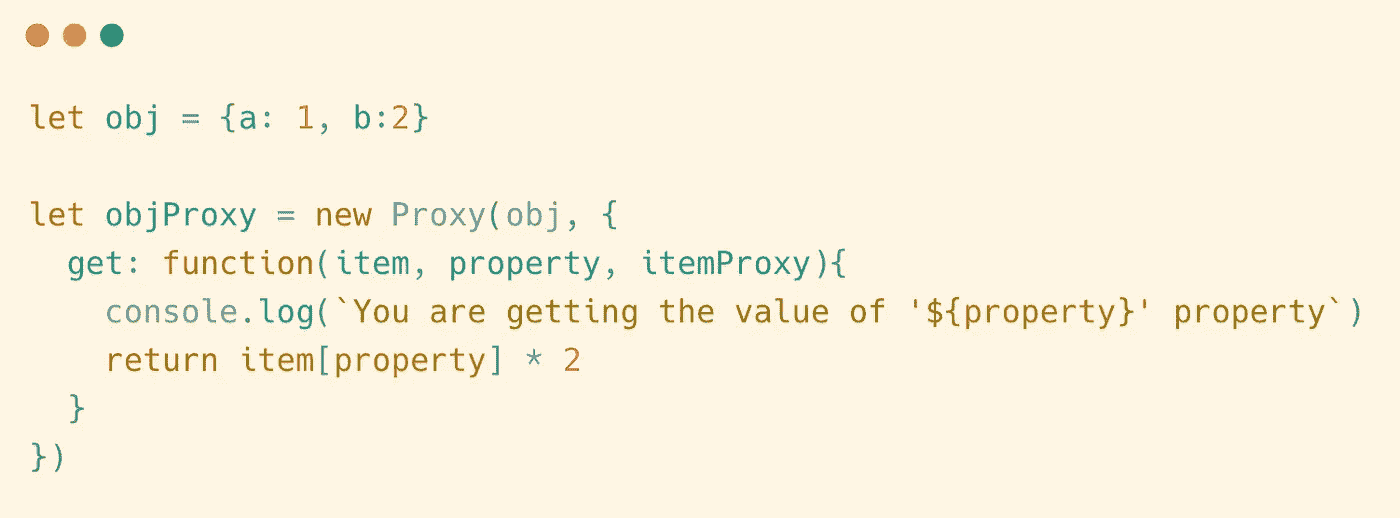 let obj = {a: 1, b:2}
let objProxy = new Proxy(obj, {
get: function(item, property, itemProxy){
console.log(`You are getting the value of '${property}' property`)
return item[property] * 2
}
})